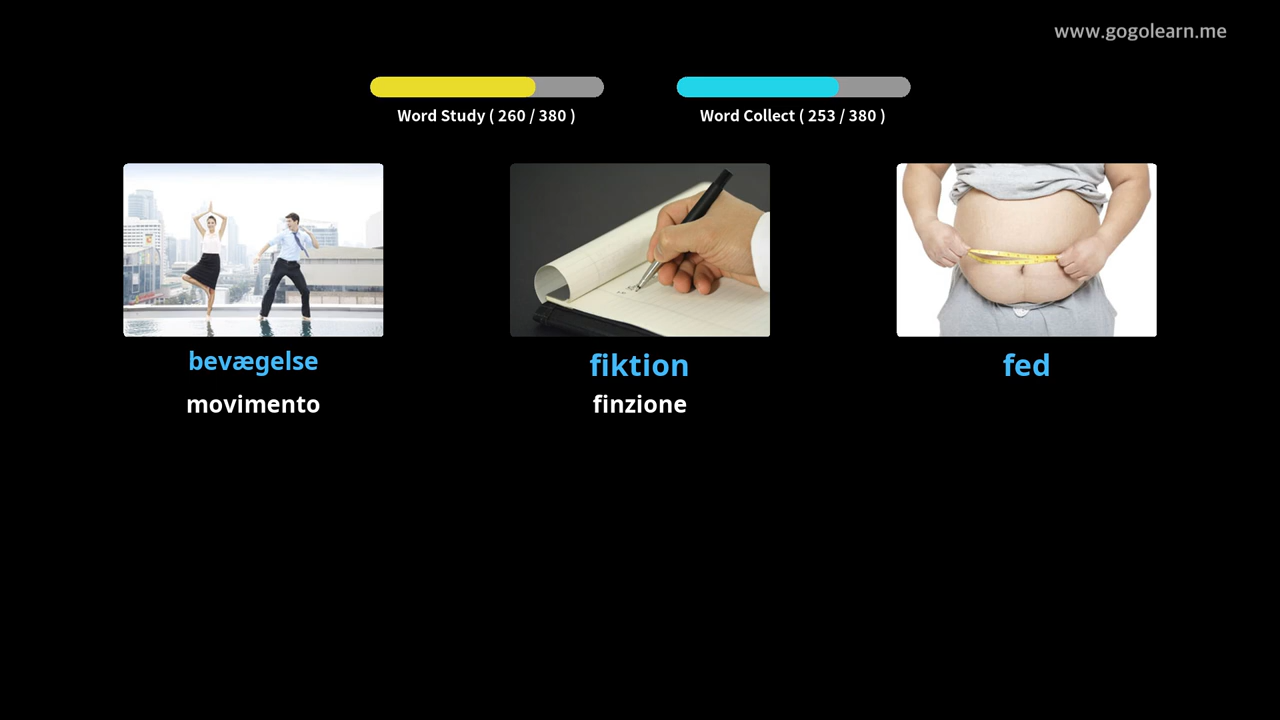 www.gogolearn.me
Word Study ( 260 / 380 )
Word Collect ( 253 / 380 )
bevægelse
movimento
fiktion
finzione
fed